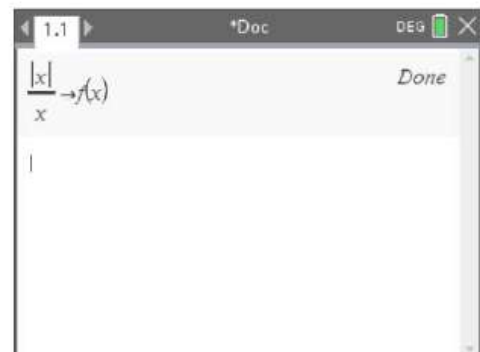 1.1 *Doc DEG
|x|/x →f(x) Done